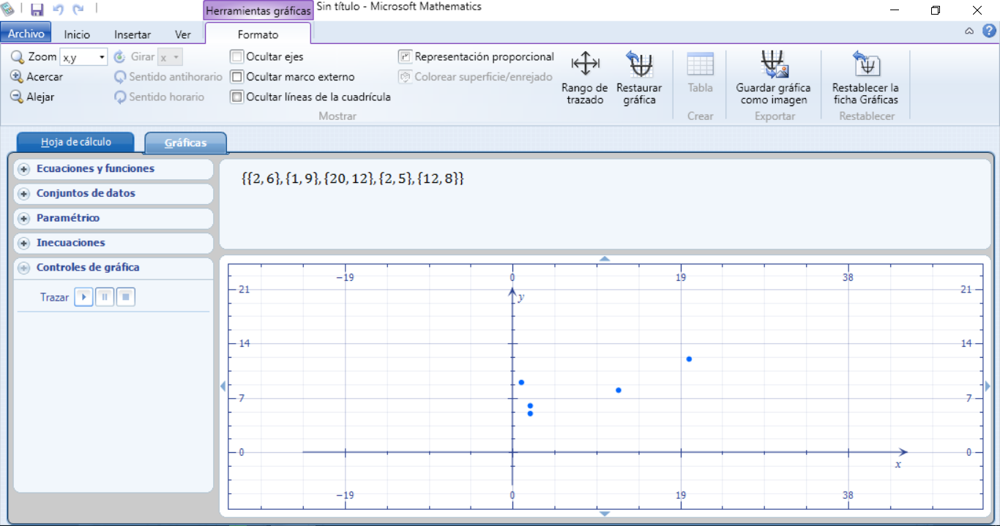 Herramientas gráficas Sin título - Microsoft Mathematics
Archivo Inicio Insertar Ver Formato
Zoom x,y Girar x Ocultar ejes Representación proporcional
Acercar Sentido antihorario Ocultar marco externo Colorear superficie/enrejado
Alejar Sentido horario Ocultar líneas de la cuadrícula
Rango de trazado
Restaurar gráfica
Tabla
Guardar gráfica como imagen
Restablecer la ficha Gráficas
Mostrar Crear Exportar Restablecer
Hoja de cálculo Gráficas
Ecuaciones y funciones
Conjuntos de datos
Paramétrico
Inecuaciones
Controles de gráfica
Trazar
{{2, 6}, {1, 9}, {20, 12}, {2, 5}, {12, 8}}
−19 0 19 38
21 y 21
14 14
7 7
0 0
x
−19 0 19 38